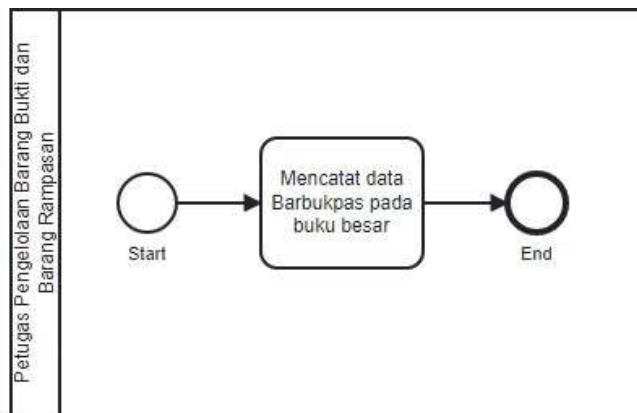 Petugas Pengelolaan Barang Bukti dan
Barang Rampasan
Mencatat data
Barbukpas pada
buku besar
Start
End